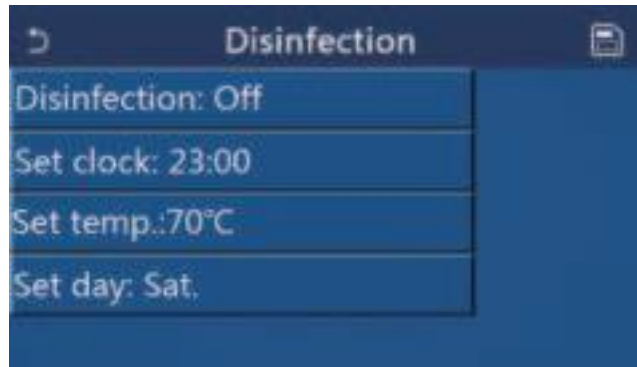 Disinfection
Disinfection: Off
Set clock: 23:00
Set temp.:70℃
Set day: Sat.